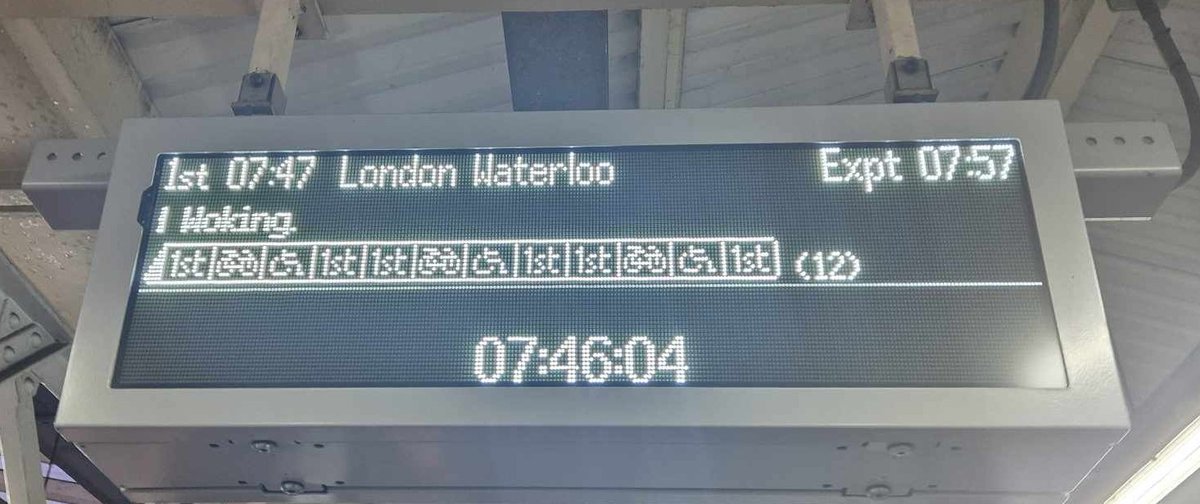 1st 07:47 London Waterloo Expt 07:57
Woking.
1st 1st 1st 1st 1st 1st (12)
07:46:04